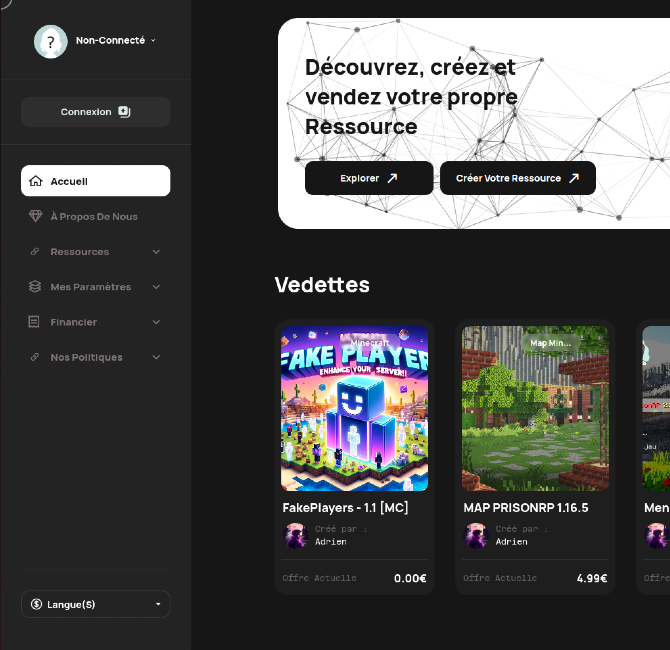 Non-Connecté
Connexion
Accueil
À Propos De Nous
Ressources
Mes Paramètres
Financier
Nos Politiques
Langue(S)
Découvrez, créez et
vendez votre propre
Ressource
Explorer
Créer Votre Ressource
Vedettes
Minecraft
FAKE PLAYER
ENHANCE YOUR SERVER!!
FakePlayers - 1.1 [MC]
Créé par :
Adrien
Offre Actuelle
0.00€
Map Min...
MAP PRISONRP 1.16.5
Créé par :
Adrien
Offre Actuelle
4.99€
jeu
Men